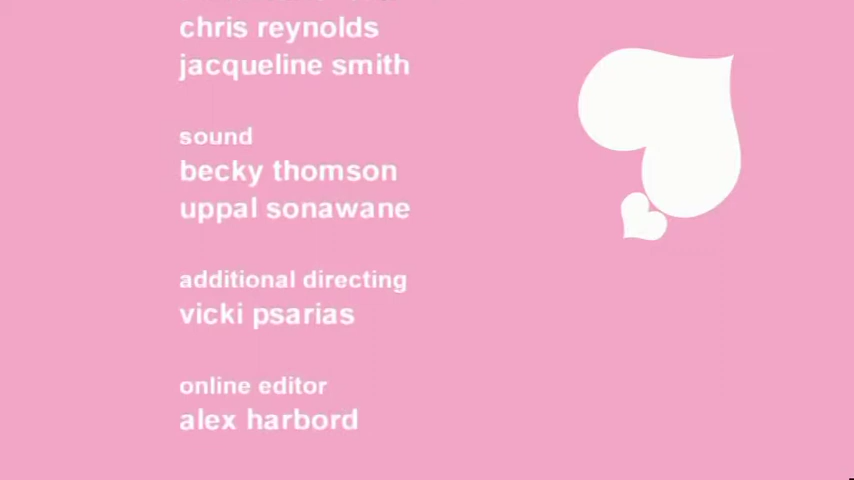 chris reynolds
jacqueline smith
sound
becky thomson
uppal sonawane
additional directing
vicki psarias
online editor
alex harbord